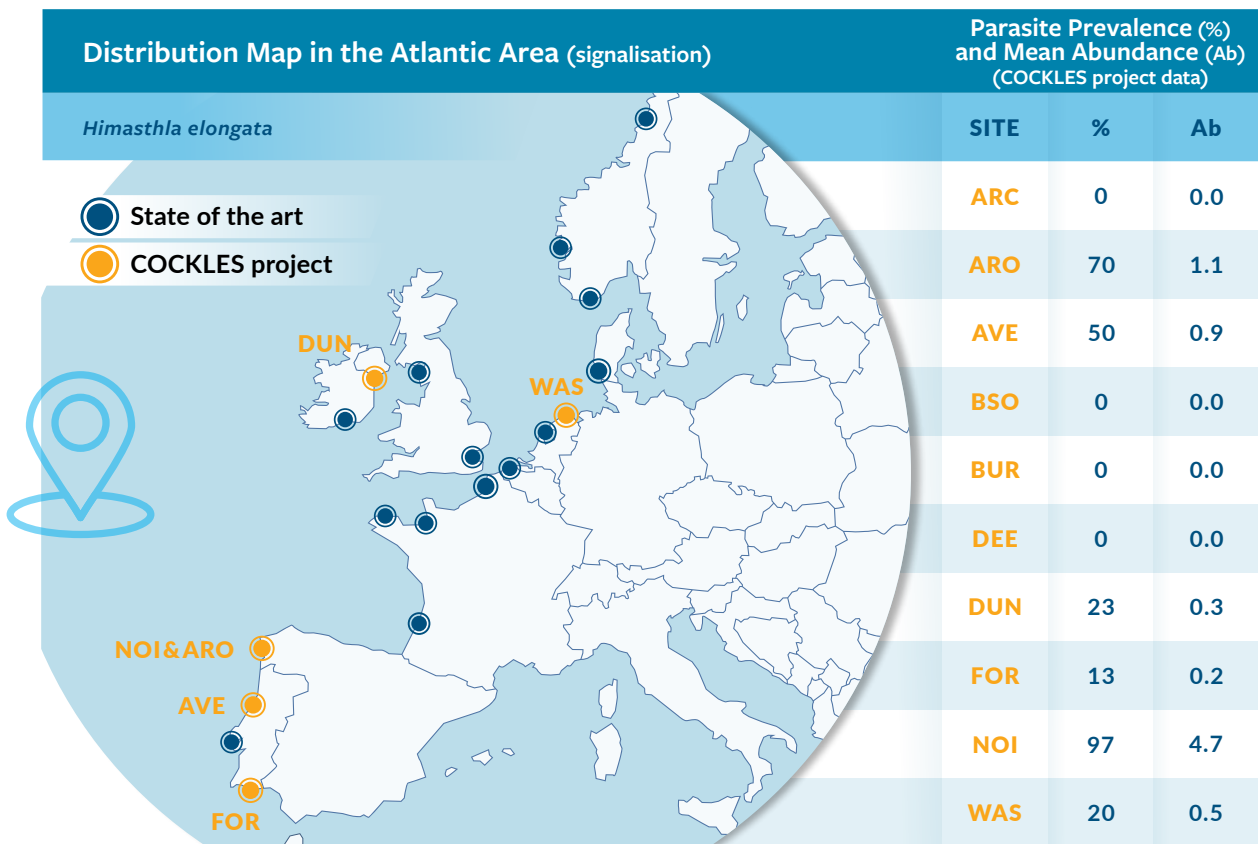 Distribution Map in the Atlantic Area (signalisation)
Parasite Prevalence (%)
and Mean Abundance (Ab)
(COCKLES project data)
Himasthla elongata
SITE % Ab
State of the art
COCKLES project
DUN
WAS
NOI&ARO
AVE
FOR
ARC 0 0.0
ARO 70 1.1
AVE 50 0.9
BSO 0 0.0
BUR 0 0.0
DEE 0 0.0
DUN 23 0.3
FOR 13 0.2
NOI 97 4.7
WAS 20 0.5